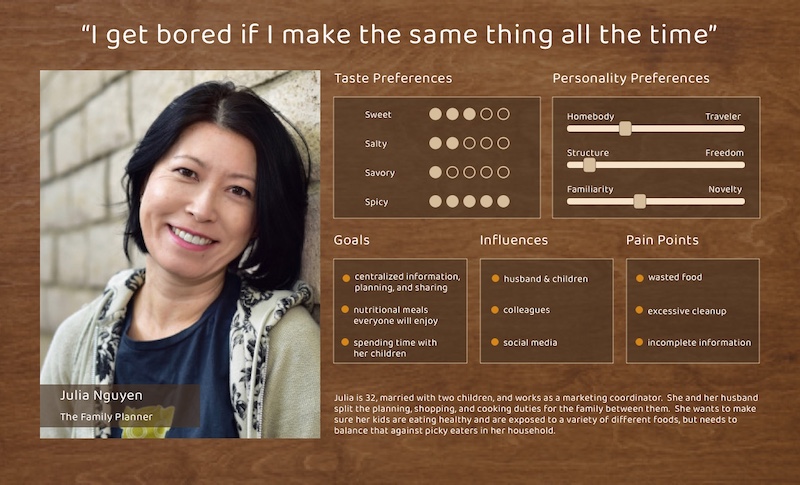 “I get bored if I make the same thing all the time”
Taste Preferences
Sweet
Salty
Savory
Spicy
Personality Preferences
Homebody Traveler
Structure Freedom
Familiarity Novelty
Goals
centralized information,
planning, and sharing
nutritional meals
everyone will enjoy
spending time with
her children
Influences
husband & children
colleagues
social media
Pain Points
wasted food
excessive cleanup
incomplete information
Julia Nguyen
The Family Planner
Julia is 32, married with two children, and works as a marketing coordinator. She and her husband
split the planning, shopping, and cooking duties for the family between them. She wants to make
sure her kids are eating healthy and are exposed to a variety of different foods, but needs to
balance that against picky eaters in her household.